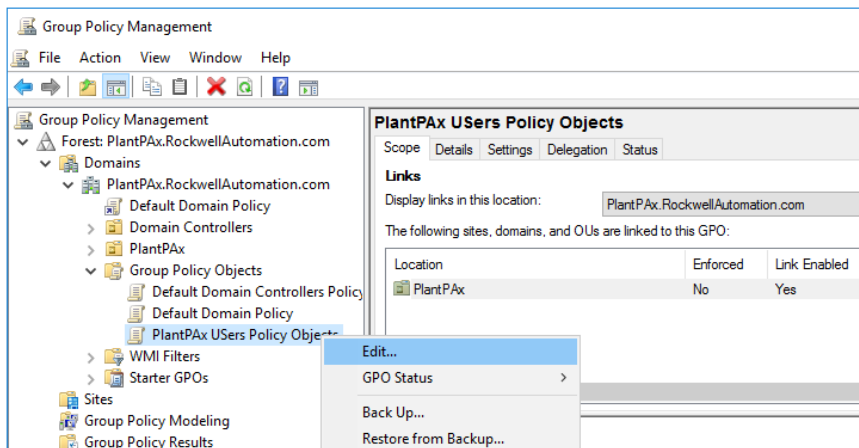 Group Policy Management
File Action View Window Help
Group Policy Management
Forest: PlantPAx.RockwellAutomation.com
Domains
PlantPAx.RockwellAutomation.com
Default Domain Policy
Domain Controllers
PlantPAx
Group Policy Objects
Default Domain Controllers Policy
Default Domain Policy
PlantPAx USers Policy Objects
WMI Filters
Starter GPOs
Sites
Group Policy Modeling
Group Policy Results
PlantPAx USers Policy Objects
Scope Details Settings Delegation Status
Links
Display links in this location: PlantPAx.RockwellAutomation.com
The following sites, domains, and OUs are linked to this GPO:
Location Enforced Link Enabled
PlantPAx No Yes
Edit...
GPO Status
Back Up...
Restore from Backup...